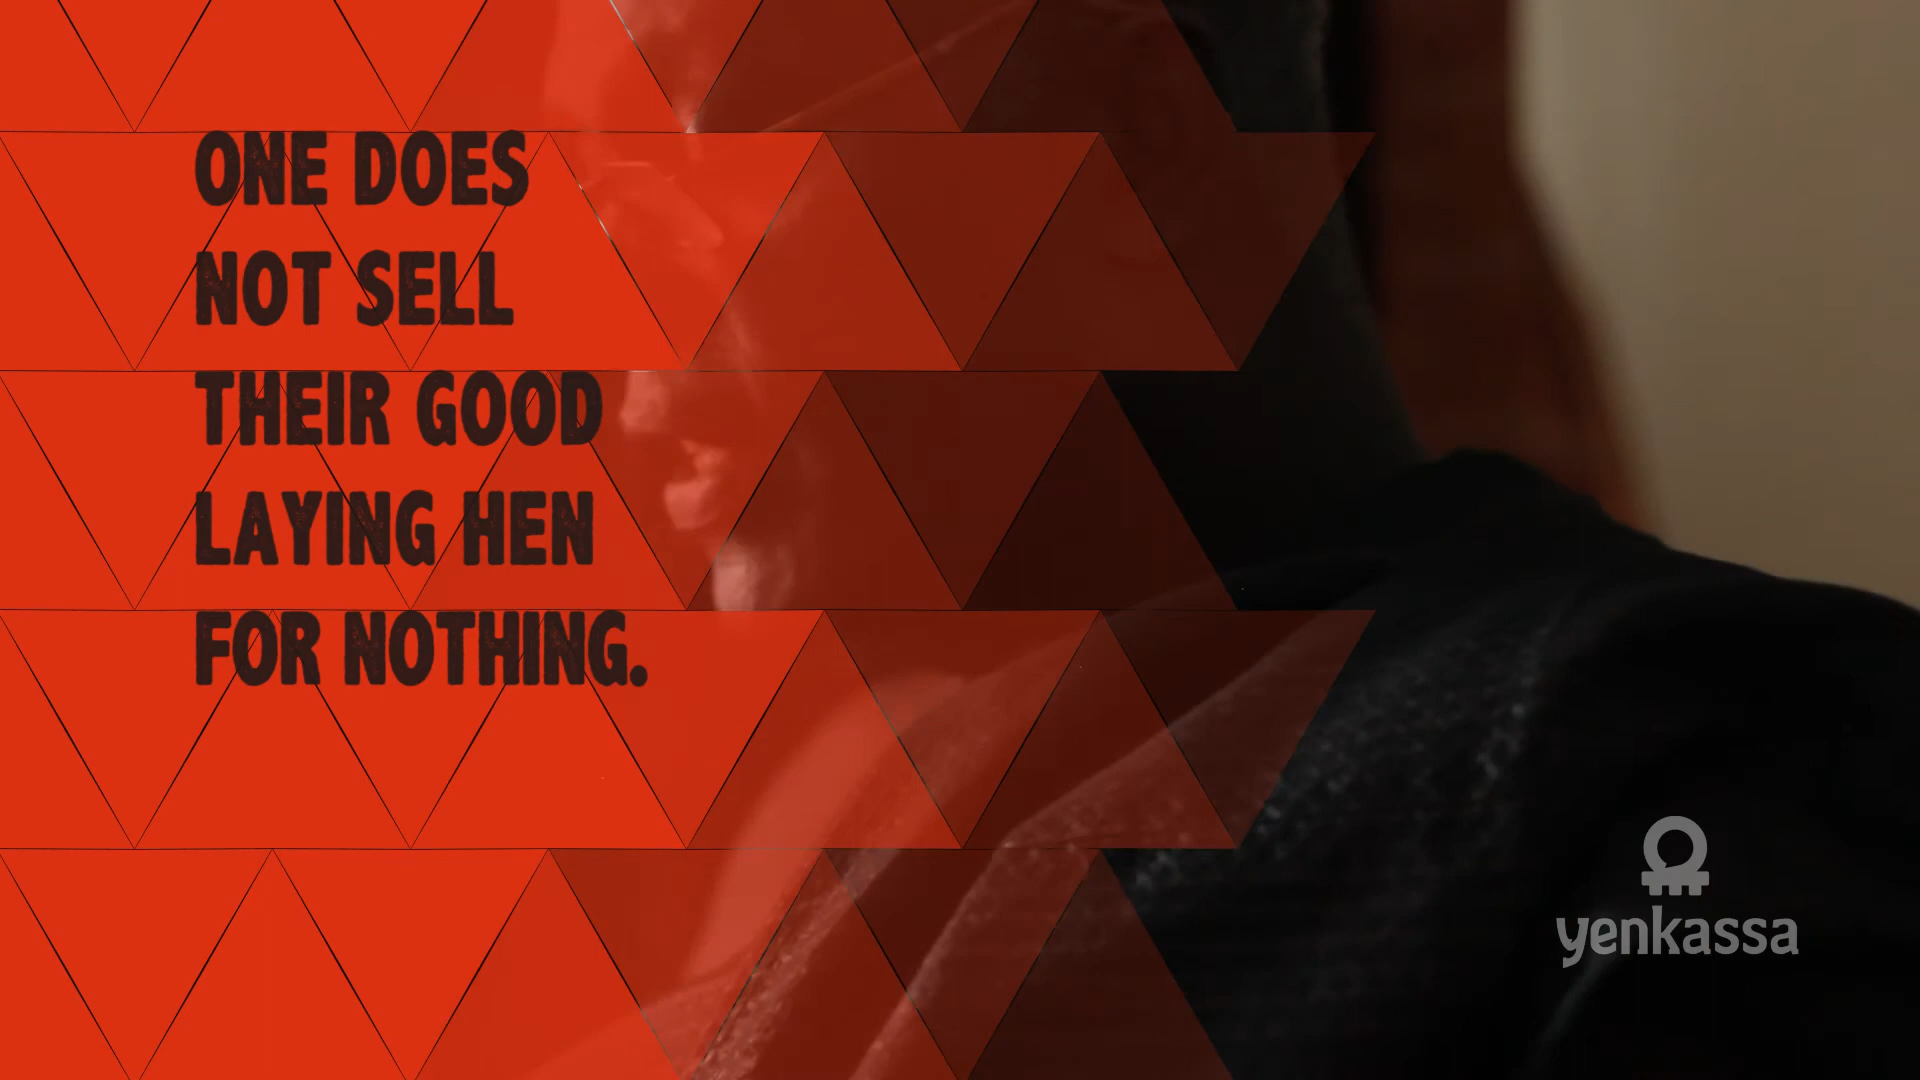 ONE DOES
NOT SELL
THEIR GOOD
LAYING HEN
FOR NOTHING.
yenkassa